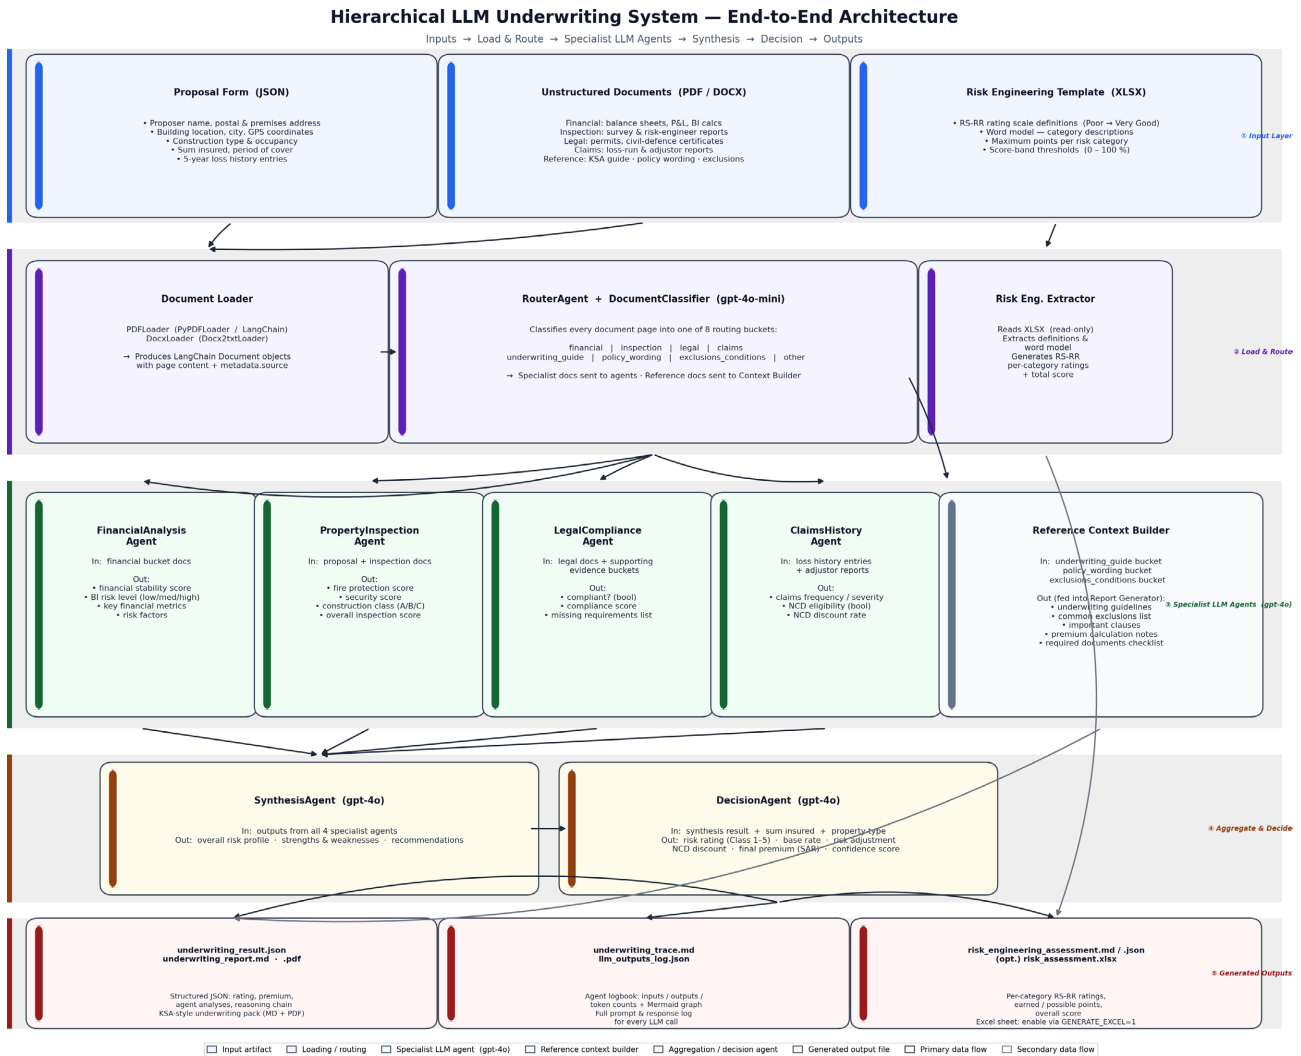 Hierarchical LLM Underwriting System — End-to-End Architecture
Inputs → Load & Route → Specialist LLM Agents → Synthesis → Decision → Outputs
Proposal Form (JSON)
• Proposer name, postal & premises address
• Building location, city, GPS coordinates
• Construction type & occupancy
• Sum insured, period of cover
• 5-year loss history entries
Unstructured Documents (PDF / DOCX)
Financial: balance sheets, P&L, BI calcs
Inspection: survey & risk-engineer reports
Legal: permits, civil-defence certificates
Claims: loss-run & adjustor reports
Reference: KSA guide · policy wording · exclusions
Risk Engineering Template (XLSX)
• RS-RR rating scale definitions (Poor → Very Good)
• Word model — category descriptions
• Maximum points per risk category
• Score-band thresholds (0 – 100 %)
① Input Layer
Document Loader
PDFLoader (PyPDFLoader / LangChain)
DocxLoader (Docx2txtLoader)
→ Produces LangChain Document objects
with page content + metadata.source
RouterAgent + DocumentClassifier (gpt-4o-mini)
Classifies every document page into one of 8 routing buckets:
financial | inspection | legal | claims
underwriting_guide | policy_wording | exclusions_conditions | other
→ Specialist docs sent to agents · Reference docs sent to Context Builder
Risk Eng. Extractor
Reads XLSX (read-only)
Extracts definitions &
word model
Generates RS-RR
per-category ratings
+ total score
② Load & Route
FinancialAnalysis
Agent
In: financial bucket docs
Out:
• financial stability score
• BI risk level (low/med/high)
• key financial metrics
• risk factors
PropertyInspection
Agent
In: proposal + inspection docs
Out:
• fire protection score
• security score
• construction class (A/B/C)
• overall inspection score
LegalCompliance
Agent
In: legal docs + supporting
evidence buckets
Out:
• compliant? (bool)
• compliance score
• missing requirements list
ClaimsHistory
Agent
In: loss history entries
+ adjustor reports
Out:
• claims frequency / severity
• NCD eligibility (bool)
• NCD discount rate
Reference Context Builder
In: underwriting_guide bucket
policy_wording bucket
exclusions_conditions bucket
Out (fed into Report Generator):
• underwriting guidelines
• common exclusions list
• important clauses
• premium calculation notes
• required documents checklist
③ Specialist LLM Agents (gpt-4o)
SynthesisAgent (gpt-4o)
In: outputs from all 4 specialist agents
Out: overall risk profile · strengths & weaknesses · recommendations
DecisionAgent (gpt-4o)
In: synthesis result + sum insured + property type
Out: risk rating (Class 1–5) · base rate · risk adjustment
NCD discount · final premium (SAR) · confidence score
④ Aggregate & Decide
underwriting_result.json
underwriting_report.md · .pdf
Structured JSON: rating, premium,
agent analyses, reasoning chain
KSA-style underwriting pack (MD + PDF)
underwriting_trace.md
llm_outputs_log.json
Agent logbook: inputs / outputs /
token counts + Mermaid graph
Full prompt & response log
for every LLM call
risk_engineering_assessment.md / .json
(opt.) risk_assessment.xlsx
Per-category RS-RR ratings,
earned / possible points,
overall score
Excel sheet: enable via GENERATE_EXCEL=1
⑤ Generated Outputs
Input artifact
Loading / routing
Specialist LLM agent (gpt-4o)
Reference context builder
Aggregation / decision agent
Generated output file
Primary data flow
Secondary data flow